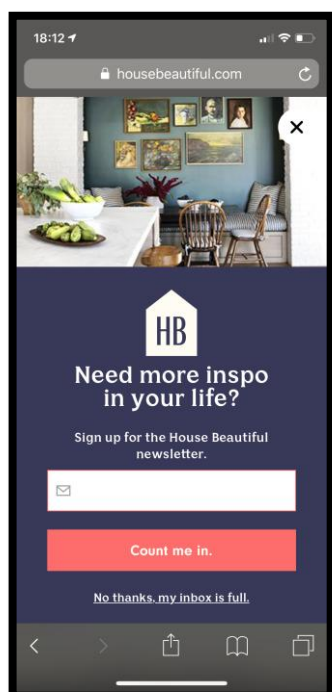 18:12
housebeautiful.com
HB
Need more inspo
in your life?
Sign up for the House Beautiful
newsletter.
Count me in.
No thanks, my inbox is full.